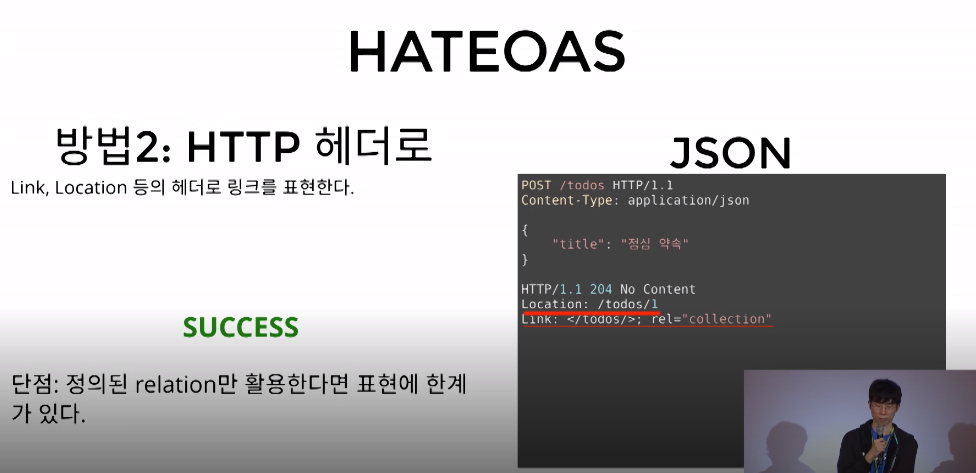 HATEOAS
방법2: HTTP 헤더로
Link, Location 등의 헤더로 링크를 표현한다.
SUCCESS
단점: 정의된 relation만 활용한다면 표현에 한계
가 있다.
JSON
POST /todos HTTP/1.1
Content-Type: application/json
{
"title": "점심 약속"
}
HTTP/1.1 204 No Content
Location: /todos/1
Link: </todos/>; rel="collection"